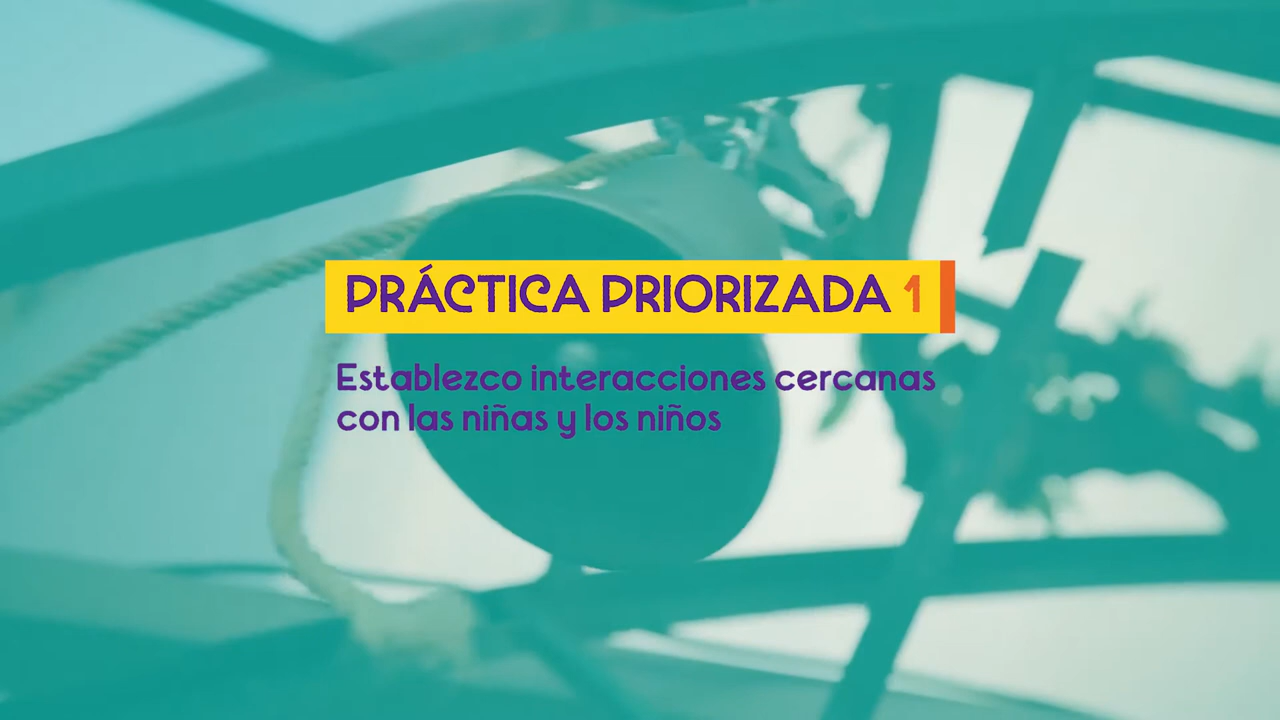 PRÁCTICA PRIORIZADA 1
Establezco interacciones cercanas
con las niñas y los niños